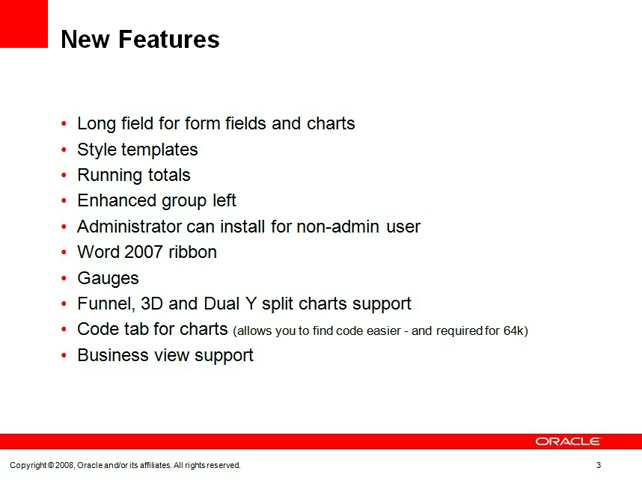 New Features
• Long field for form fields and charts
• Style templates
• Running totals
• Enhanced group left
• Administrator can install for non-admin user
• Word 2007 ribbon
• Gauges
• Funnel, 3D and Dual Y split charts support
• Code tab for charts (allows you to find code easier - and required for 64k)
• Business view support
ORACLE
Copyright © 2008, Oracle and/or its affiliates. All rights reserved. 3